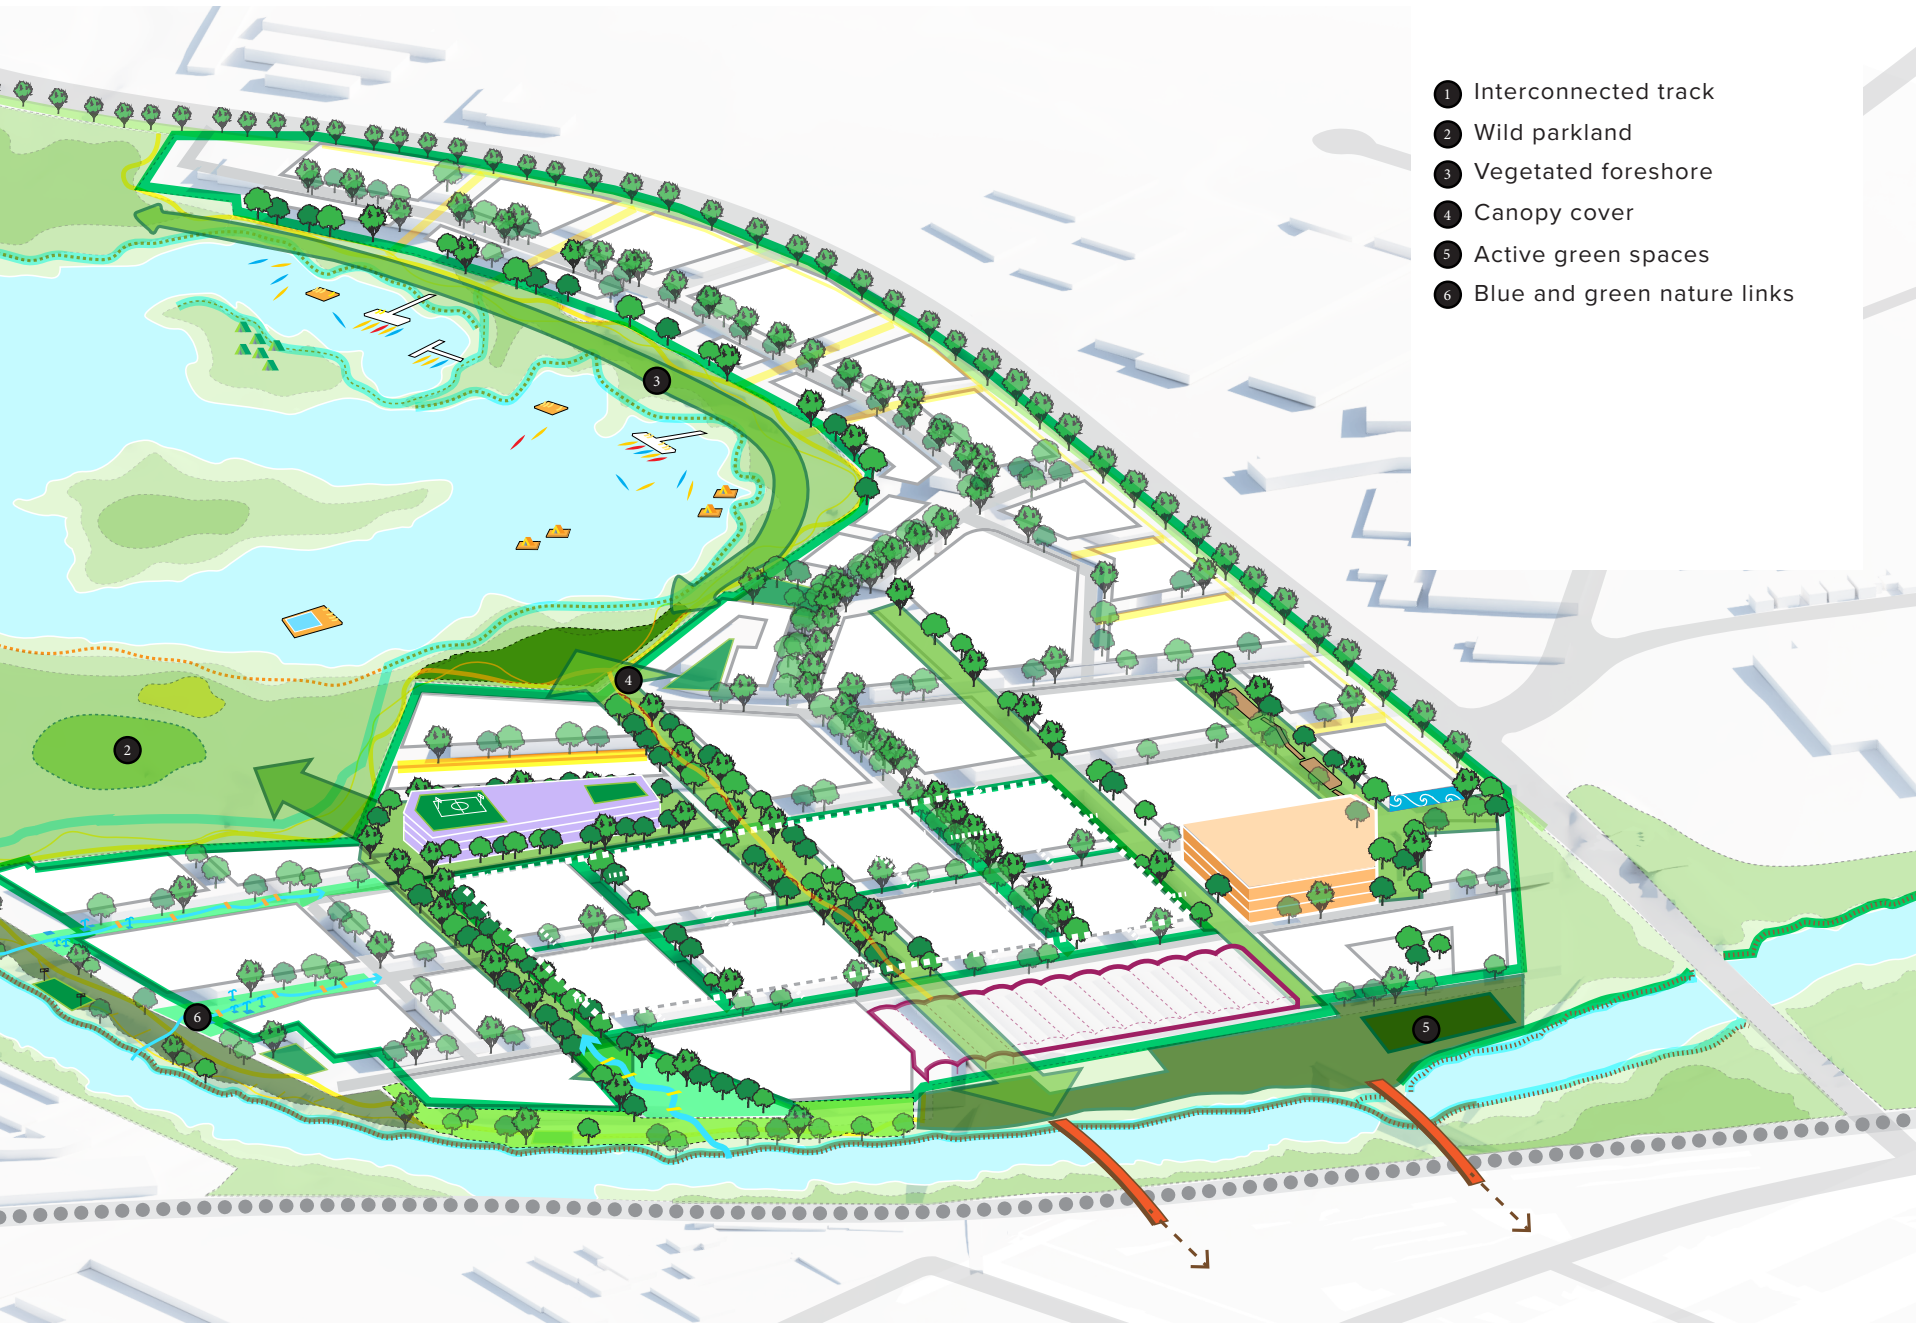 1 Interconnected track
2 Wild parkland
3 Vegetated foreshore
4 Canopy cover
5 Active green spaces
6 Blue and green nature links
3
4
2
6
5